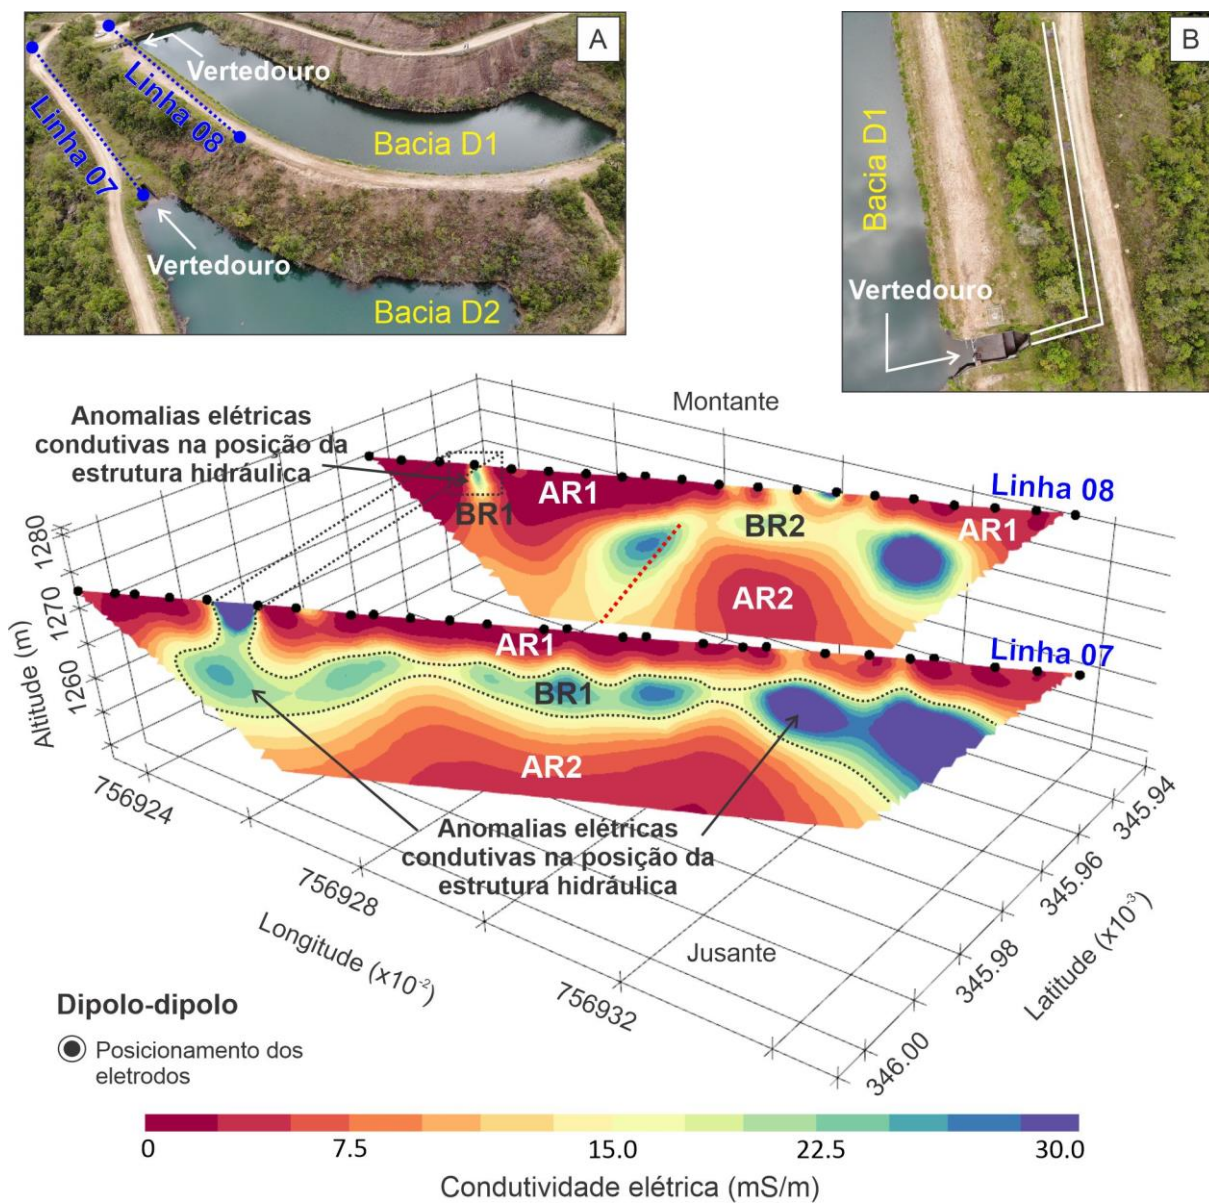 A
Vertedouro
Linha 08
Linha 07
Bacia D1
Vertedouro
Bacia D2
B
Bacia D1
Vertedouro
Montante
Anomalias elétricas
condutivas na posição da
estrutura hidráulica
Linha 08
AR1
BR1
BR2
AR1
AR2
Linha 07
AR1
BR1
AR2
Anomalias elétricas
condutivas na posição da
estrutura hidráulica
Altitude (m)
1280
1270
1260
756924
756928
756932
Longitude (x10⁻²)
Jusante
345.94
345.96
345.98
346.00
Latitude (x10⁻³)
Dipolo-dipolo
Posicionamento dos
eletrodos
0 7.5 15.0 22.5 30.0
Condutividade elétrica (mS/m)